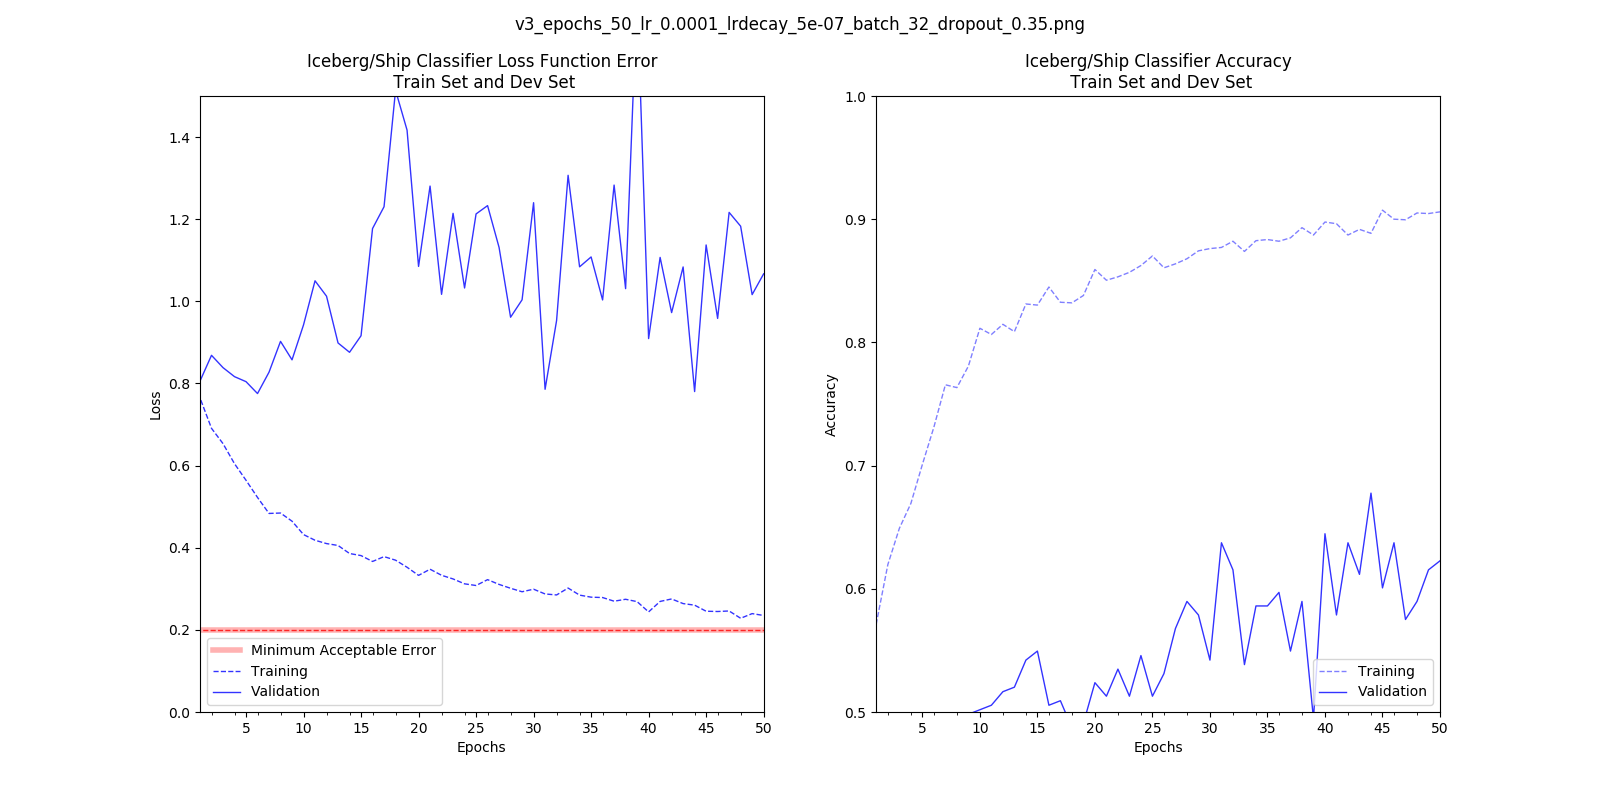 v3_epochs_50_lr_0.0001_lrdecay_5e-07_batch_32_dropout_0.35.png
Iceberg/Ship Classifier Loss Function Error
Train Set and Dev Set
1.4
1.2
1.0
0.8
0.6
0.4
0.2
0.0
Loss
Minimum Acceptable Error
Training
Validation
5 10 15 20 25 30 35 40 45 50
Epochs
Iceberg/Ship Classifier Accuracy
Train Set and Dev Set
1.0
0.9
0.8
0.7
0.6
0.5
Accuracy
Training
Validation
5 10 15 20 25 30 35 40 45 50
Epochs